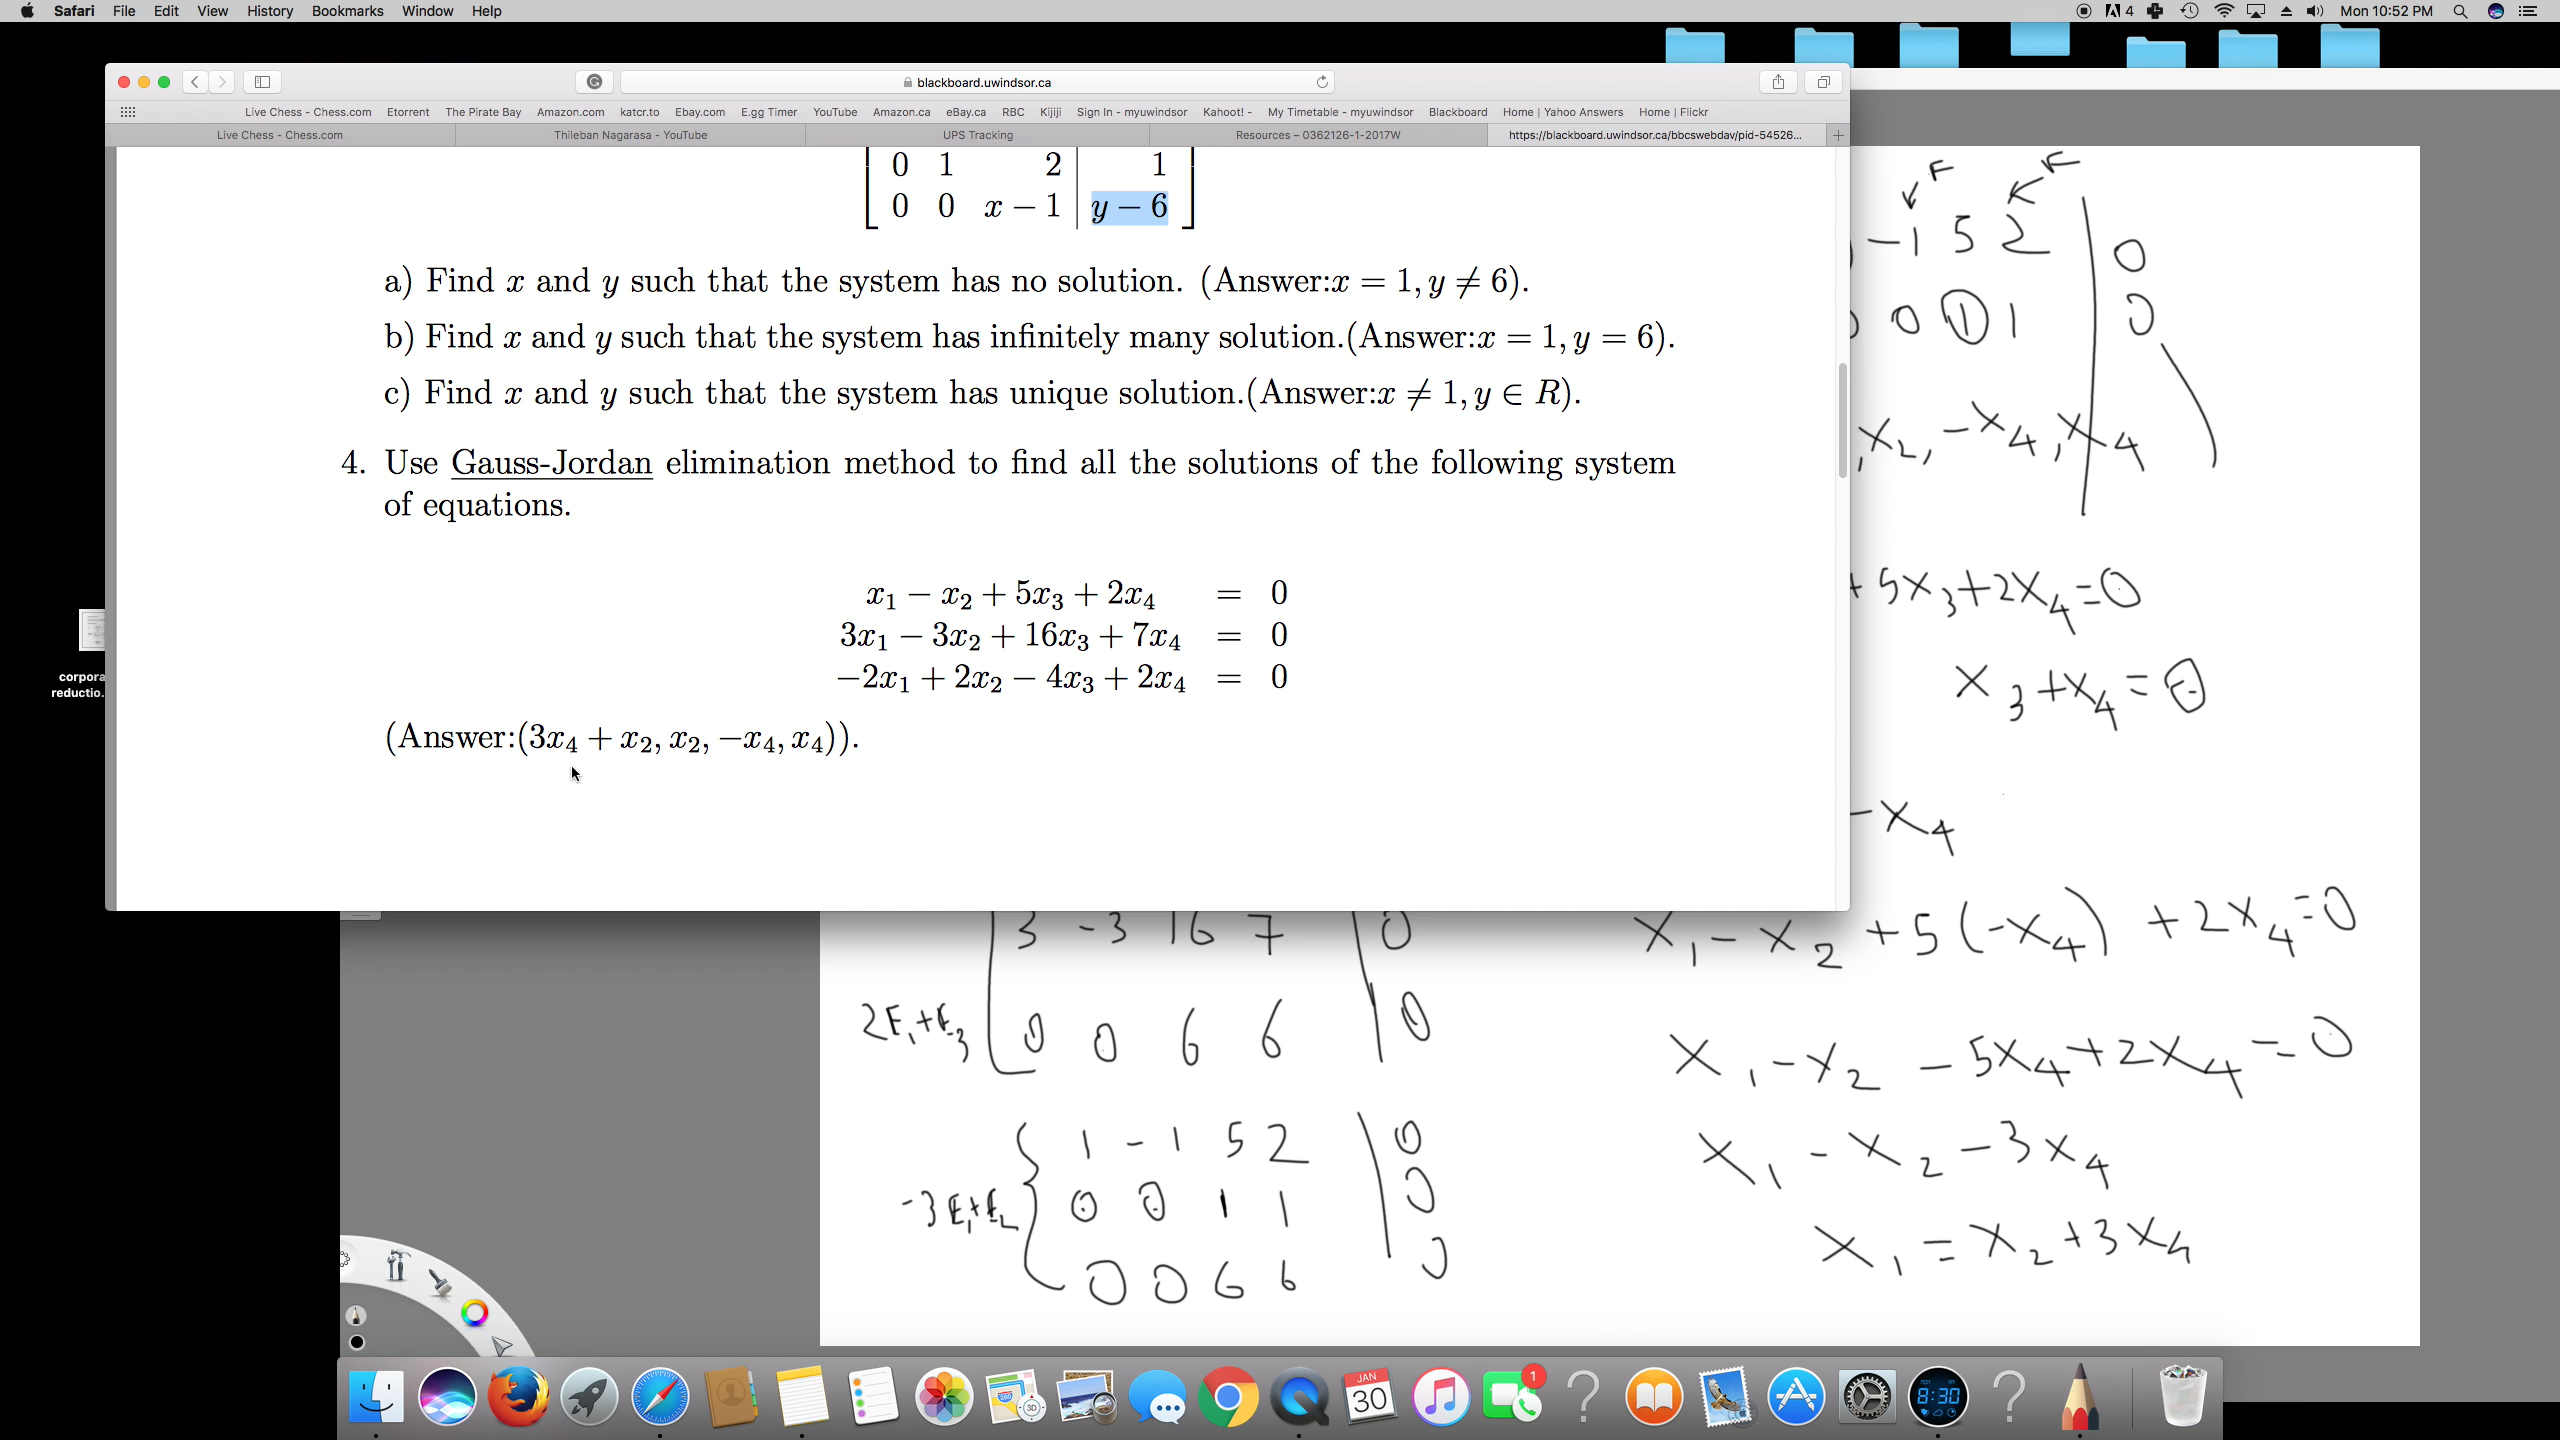 Safari File Edit View History Bookmarks Window Help
4 Mon 10:52 PM
blackboard.uwindsor.ca
Live Chess - Chess.com Etorrent The Pirate Bay Amazon.com katcr.to Ebay.com E.gg Timer YouTube Amazon.ca eBay.ca RBC Kijiji Sign In - myuwindsor Kahoot! - My Timetable - myuwindsor Blackboard Home | Yahoo Answers Home | Flickr
Live Chess - Chess.com Thileban Nagarasa - YouTube UPS Tracking Resources – 0362126-1-2017W https://blackboard.uwindsor.ca/bbcswebdav/pid-54526...
0 1 2 | 1
0 0 x − 1 | y − 6
a) Find x and y such that the system has no solution. (Answer:x = 1, y ≠ 6).
b) Find x and y such that the system has infinitely many solution.(Answer:x = 1, y = 6).
c) Find x and y such that the system has unique solution.(Answer:x ≠ 1, y ∈ R).
4. Use Gauss-Jordan elimination method to find all the solutions of the following system
of equations.
x₁ − x₂ + 5x₃ + 2x₄ = 0
3x₁ − 3x₂ + 16x₃ + 7x₄ = 0
−2x₁ + 2x₂ − 4x₃ + 2x₄ = 0
(Answer:(3x₄ + x₂, x₂, −x₄, x₄)).
corpora
reductio..
F F
-1 5 2 | 0
0 1 1 | 0
,x₂, -x₄, x₄
+ 5x₃+2x₄=0
x₃+x₄=0
-x₄
x₁-x₂+5(-x₄)+2x₄=0
x₁-x₂-5x₄+2x₄=0
x₁-x₂-3x₄
x₁=x₂+3x₄
3 -3 16 7 | 0
2E₁+E₃ 0 0 6 6 | 0
1 -1 5 2 | 0
-3E₁+E₂ 0 0 1 1 | 0
0 0 6 6 | 0
3D
JAN
30
1
8:30